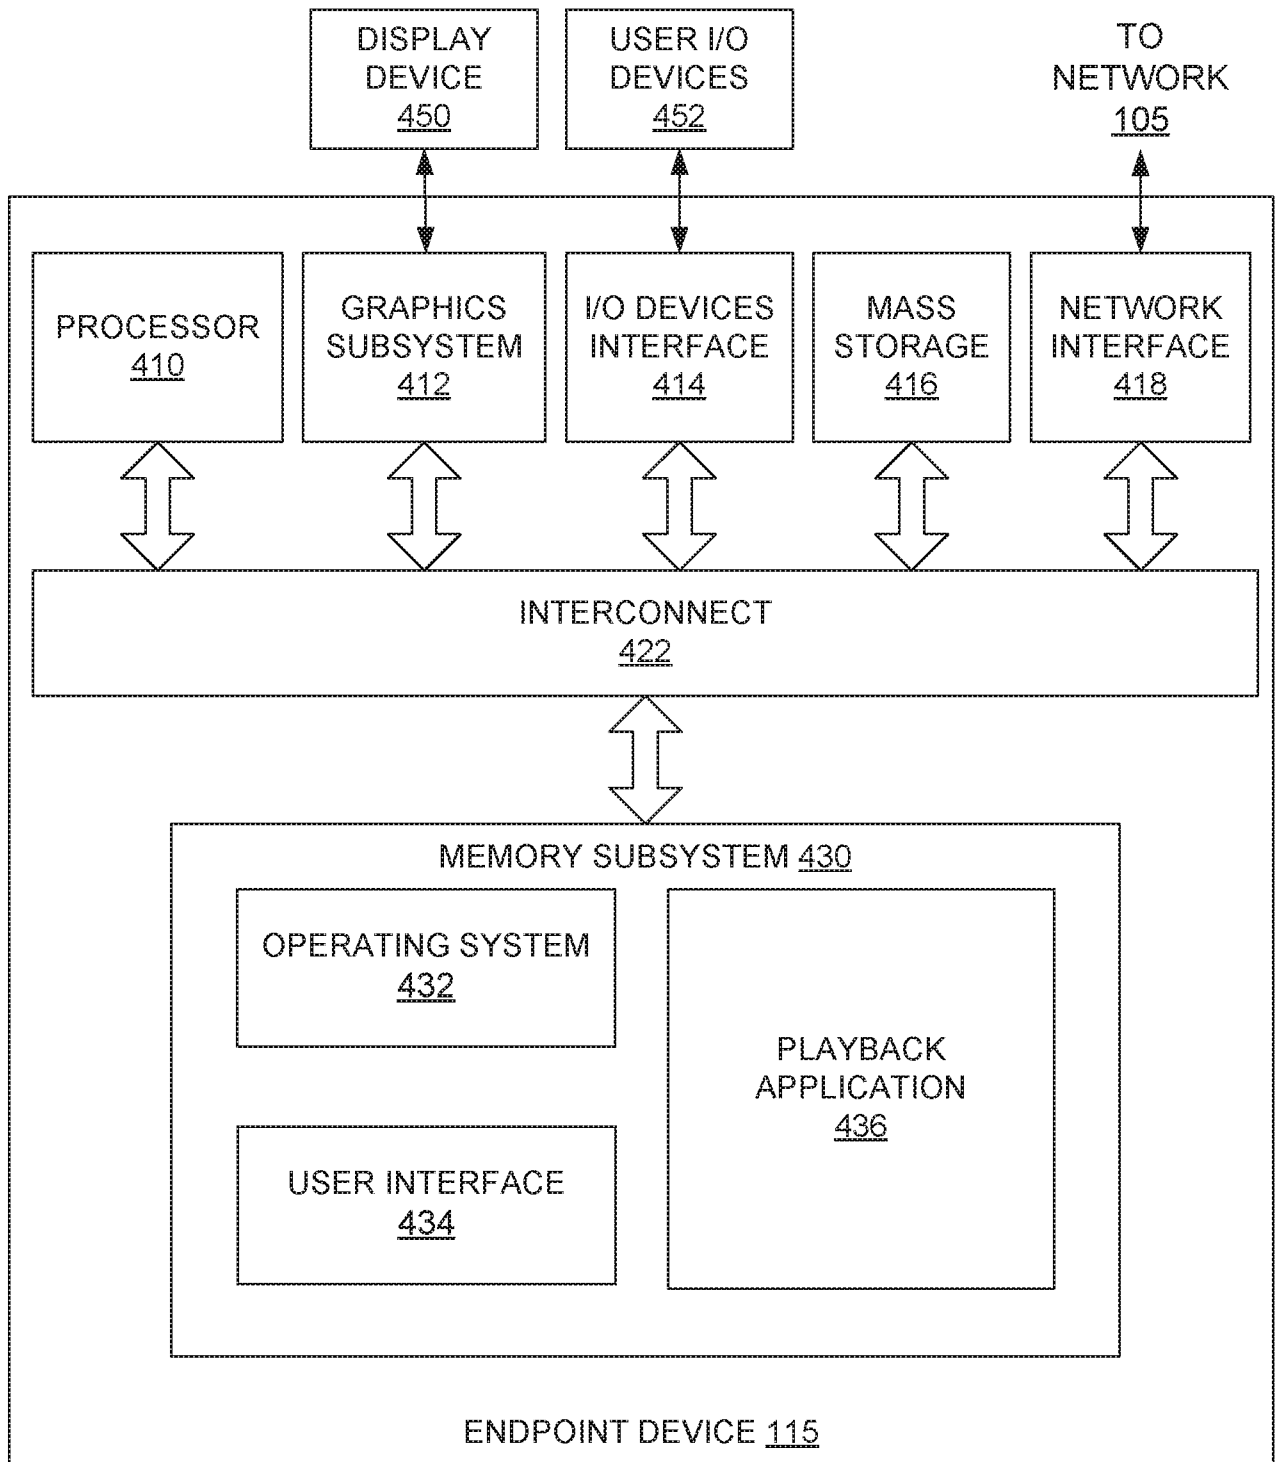 DISPLAY
DEVICE
450
USER I/O
DEVICES
452
TO
NETWORK
105
PROCESSOR
410
GRAPHICS
SUBSYSTEM
412
I/O DEVICES
INTERFACE
414
MASS
STORAGE
416
NETWORK
INTERFACE
418
INTERCONNECT
422
MEMORY SUBSYSTEM 430
OPERATING SYSTEM
432
USER INTERFACE
434
PLAYBACK
APPLICATION
436
ENDPOINT DEVICE 115